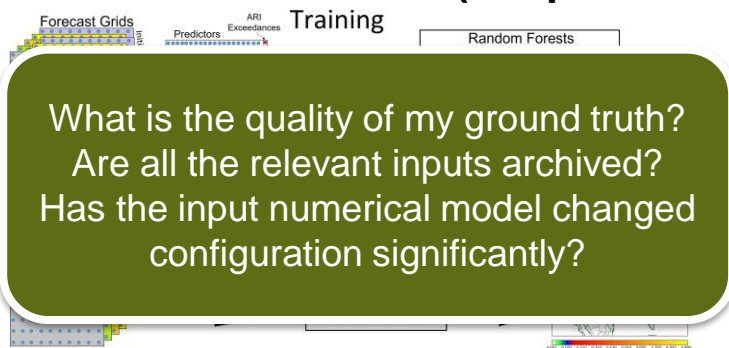 Forecast Grids
Predictors
ARI
Exceedances
Training
Random Forests
What is the quality of my ground truth?
Are all the relevant inputs archived?
Has the input numerical model changed
configuration significantly?